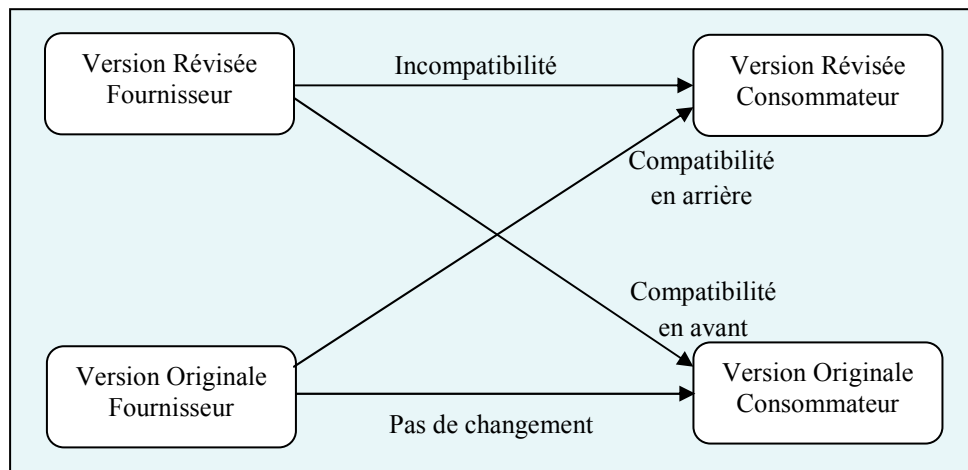 Version Révisée
Fournisseur
Incompatibilité
Version Révisée
Consommateur
Compatibilité
en arrière
Compatibilité
en avant
Version Originale
Fournisseur
Version Originale
Consommateur
Pas de changement